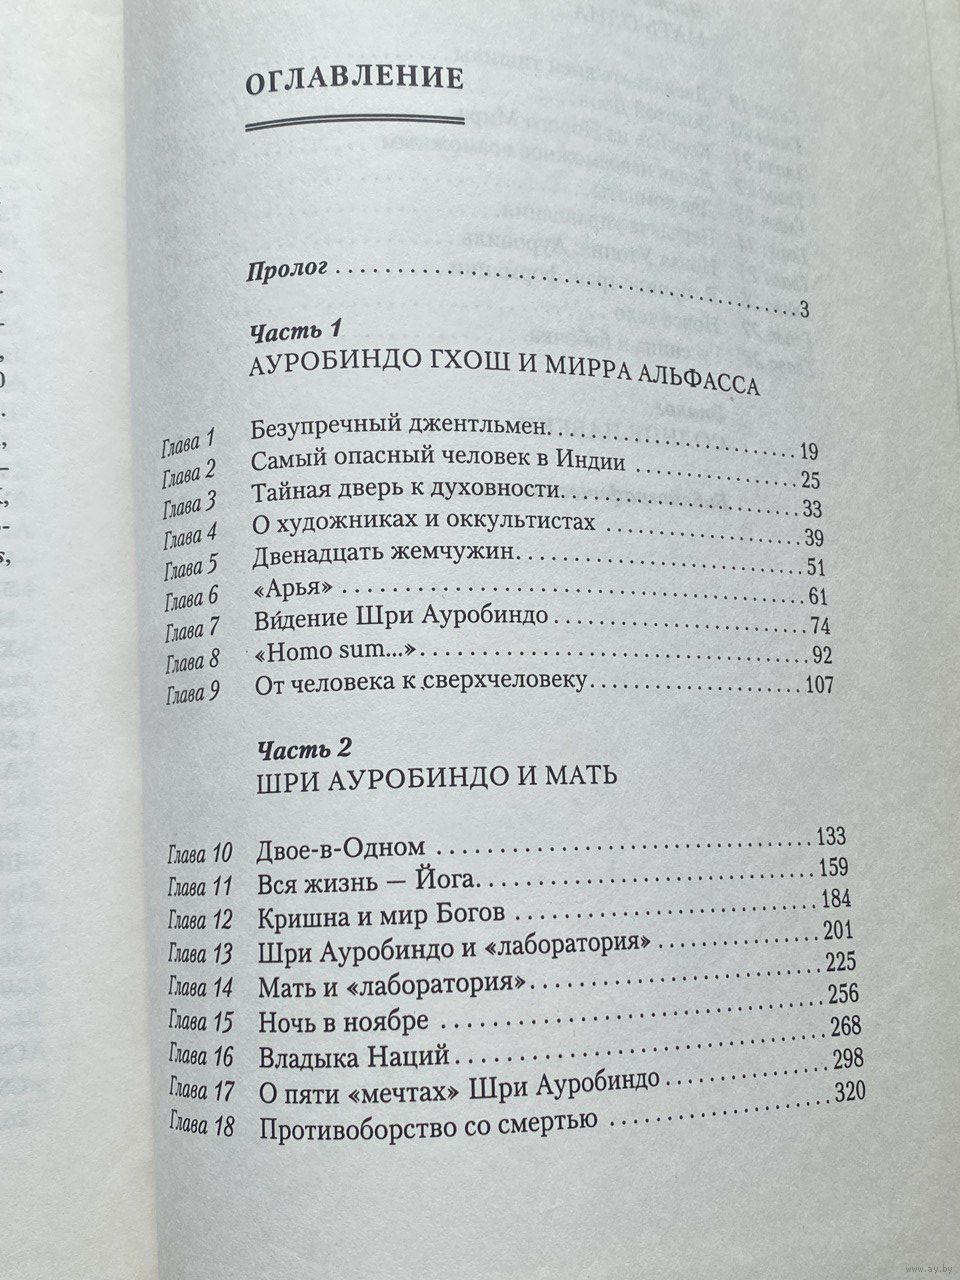 ОГЛАВЛЕНИЕ
Пролог . . . . . . . . . . . . . . . . . . . . . . . . . . . . . . . . . . . . 3
Часть 1
АУРОБИНДО ГХОШ И МИРРА АЛЬФАССА
Глава 1 Безупречный джентльмен. . . . . . . . . . . . . . . . . . . . 19
Глава 2 Самый опасный человек в Индии . . . . . . . . . . . . . 25
Глава 3 Тайная дверь к духовности. . . . . . . . . . . . . . . . . . . 33
Глава 4 О художниках и оккультистах . . . . . . . . . . . . . . . . 39
Глава 5 Двенадцать жемчужин. . . . . . . . . . . . . . . . . . . . . . . 51
Глава 6 «Арья» . . . . . . . . . . . . . . . . . . . . . . . . . . . . . . . . . . . . 61
Глава 7 Ви́дение Шри Ауробиндо . . . . . . . . . . . . . . . . . . . . 74
Глава 8 «Homo sum...». . . . . . . . . . . . . . . . . . . . . . . . . . . . . . 92
Глава 9 От человека к сверхчеловеку. . . . . . . . . . . . . . . . . 107
Часть 2
ШРИ АУРОБИНДО И МАТЬ
Глава 10 Двое-в-Одном . . . . . . . . . . . . . . . . . . . . . . . . . . . . 133
Глава 11 Вся жизнь — Йога. . . . . . . . . . . . . . . . . . . . . . . . . 159
Глава 12 Кришна и мир Богов . . . . . . . . . . . . . . . . . . . . . . 184
Глава 13 Шри Ауробиндо и «лаборатория» . . . . . . . . . . . . 201
Глава 14 Мать и «лаборатория». . . . . . . . . . . . . . . . . . . . . . 225
Глава 15 Ночь в ноябре . . . . . . . . . . . . . . . . . . . . . . . . . . . . 256
Глава 16 Владыка Наций. . . . . . . . . . . . . . . . . . . . . . . . . . . 268
Глава 17 О пяти «мечтах» Шри Ауробиндо . . . . . . . . . . . . 298
Глава 18 Противоборство со смертью . . . . . . . . . . . . . . . . 320
www.ay.by